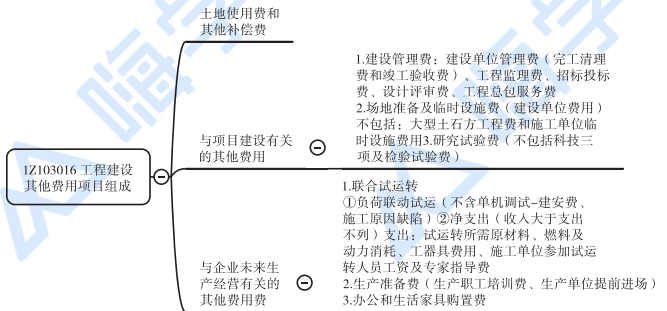 土地使用费和
其他补偿费
1.建设管理费：建设单位管理费（完工清理
费和竣工验收费）、工程监理费、招标投标
费、设计评审费、工程总包服务费
2.场地准备及临时设施费（建设单位费用）
不包括：大型土石方工程费和施工单位临
时设施费用3.研究试验费（不包括科技三
项及检验试验费）
与项目建设有关
的其他费用
1Z103016 工程建设
其他费用项目组成
1.联合试运转
①负荷联动试运（不含单机调试-建安费、
施工原因缺陷）②净支出（收入大于支出
不列）支出：试运转所需原材料、燃料及
动力消耗、工器具费用、施工单位参加试运
转人员工资及专家指导费
2.生产准备费（生产职工培训费、生产单位提前进场）
3.办公和生活家具购置费
与企业未来生
产经营有关的
其他费用费
嗨学
嗨学